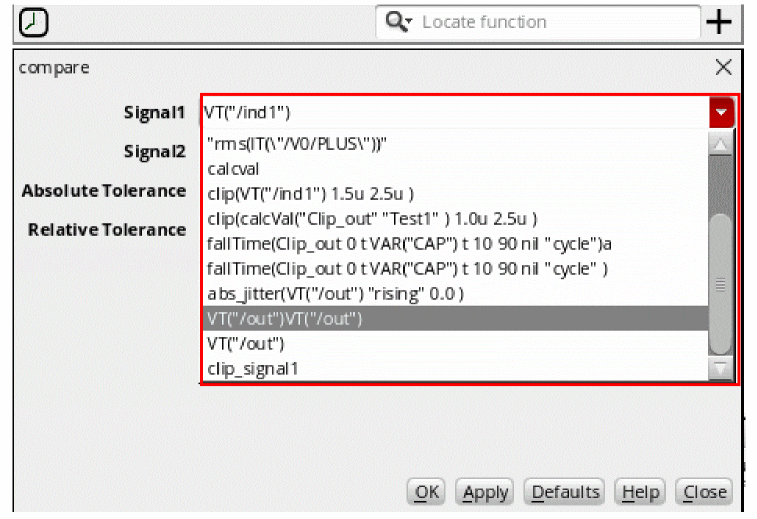 Locate function
compare
Signal1 VT("/ind1")
Signal2
Absolute Tolerance
Relative Tolerance
"rms(IT(\"/V0/PLUS\"))"
calcval
clip(VT("/ind1") 1.5u 2.5u )
clip(calcVal("Clip_out" "Test1" ) 1.0u 2.5u )
fallTime(Clip_out 0 t VAR("CAP") t 10 90 nil "cycle")a
fallTime(Clip_out 0 t VAR("CAP") t 10 90 nil "cycle" )
abs_jitter(VT("/out") "rising" 0.0 )
VT("/out")VT("/out")
VT("/out")
clip_signal1
OK Apply Defaults Help Close